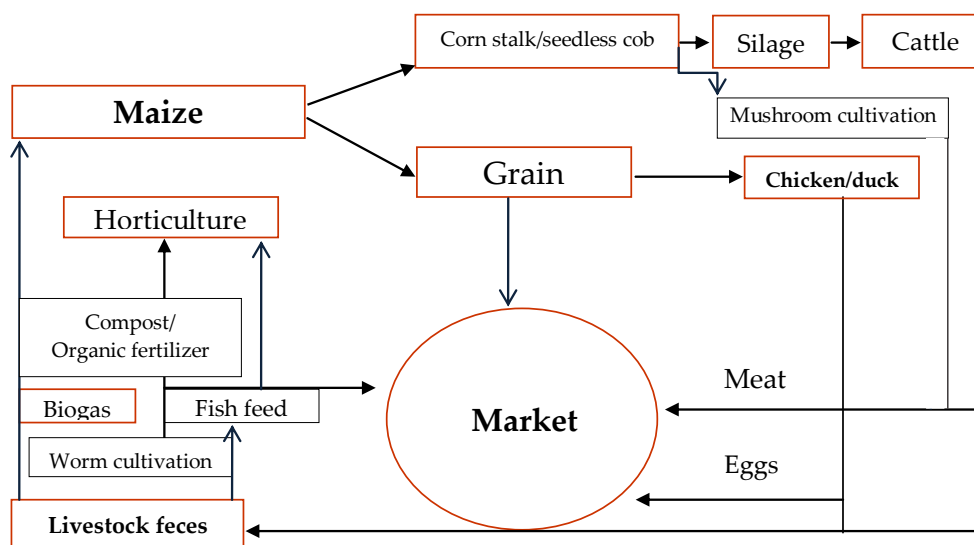 Corn stalk/seedless cob
Silage
Cattle
Maize
Mushroom cultivation
Grain
Chicken/duck
Horticulture
Compost/
Organic fertilizer
Meat
Biogas
Fish feed
Market
Worm cultivation
Eggs
Livestock feces